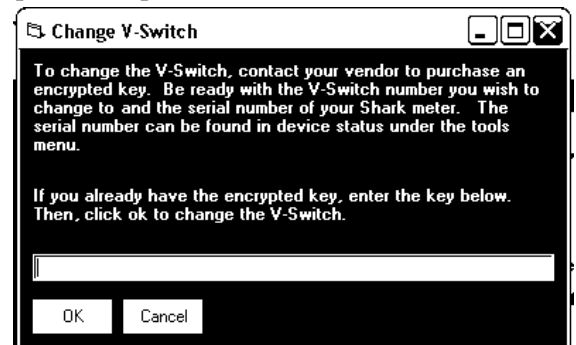 Change V-Switch
To change the V-Switch, contact your vendor to purchase an
encrypted key. Be ready with the V-Switch number you wish to
change to and the serial number of your Shark meter. The
serial number can be found in device status under the tools
menu.
If you already have the encrypted key, enter the key below.
Then, click ok to change the V-Switch.
OK Cancel